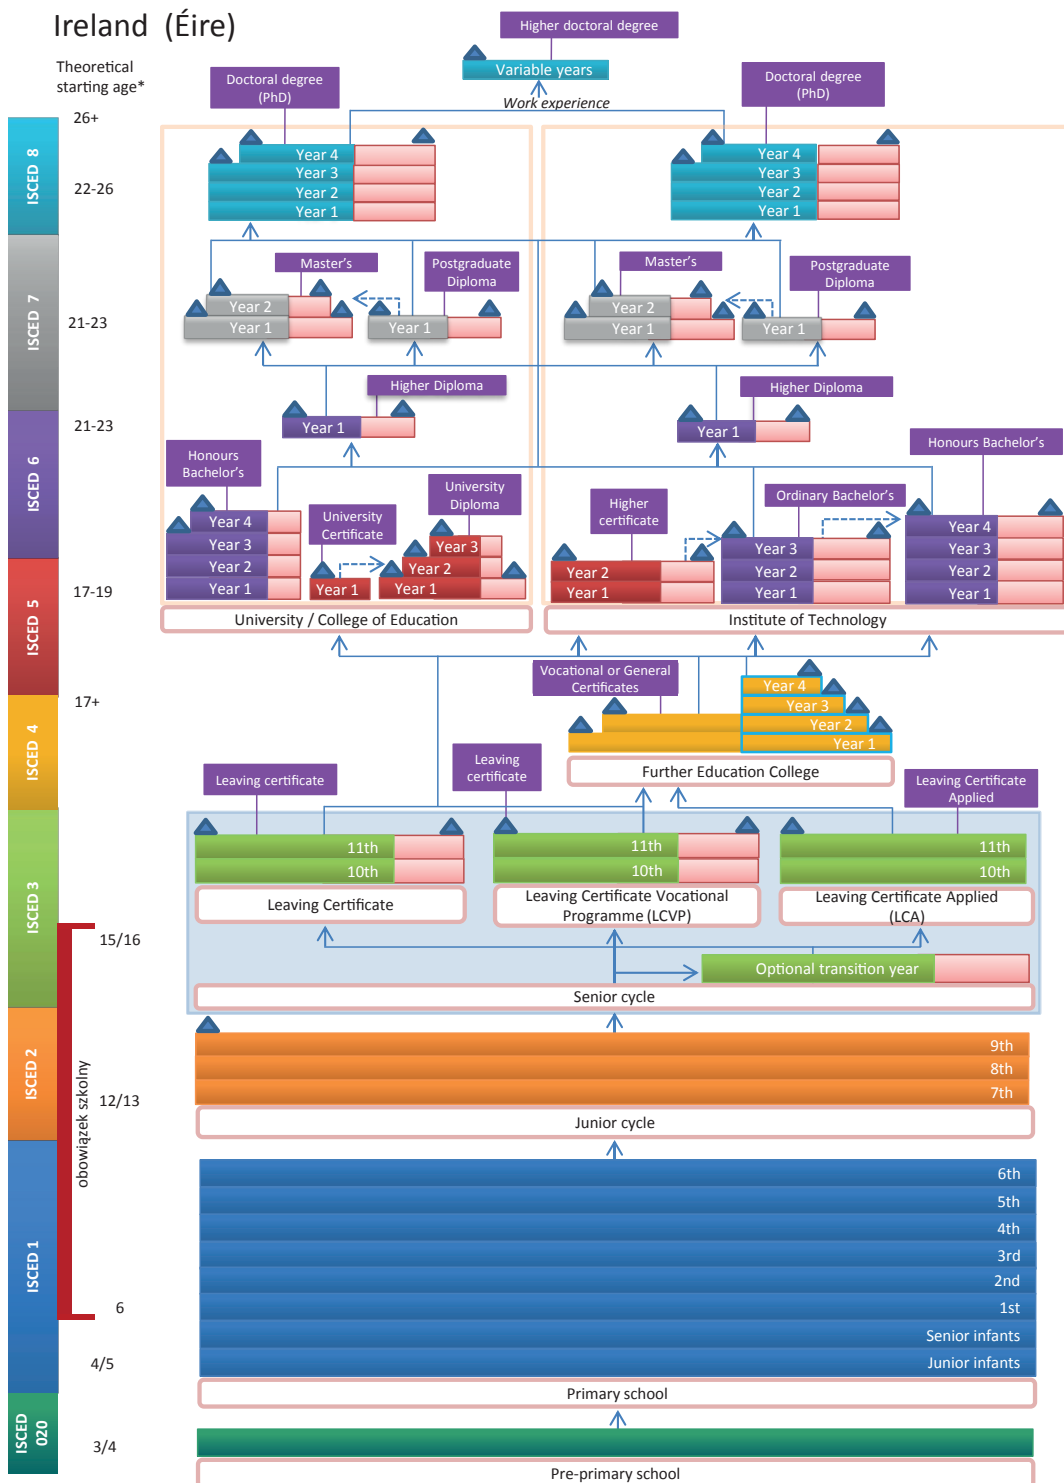 Ireland (Éire)
Theoretical
starting age*
Higher doctoral degree
Variable years
Work experience
Doctoral degree
(PhD)
Doctoral degree
(PhD)
26+
ISCED 8
22-26
Year 4
Year 3
Year 2
Year 1
Year 4
Year 3
Year 2
Year 1
ISCED 7
21-23
Master's
Postgraduate
Diploma
Year 2
Year 1
Year 1
Master's
Postgraduate
Diploma
Year 2
Year 1
Year 1
21-23
Higher Diploma
Year 1
Higher Diploma
Year 1
ISCED 6
Honours
Bachelor's
Year 4
Year 3
Year 2
Year 1
University
Certificate
Year 1
University
Diploma
Year 3
Year 2
Year 1
Higher
certificate
Year 2
Year 1
Ordinary Bachelor's
Year 3
Year 2
Year 1
Honours Bachelor's
Year 4
Year 3
Year 2
Year 1
ISCED 5
17-19
University / College of Education
Institute of Technology
17+
ISCED 4
Vocational or General
Certificates
Year 4
Year 3
Year 2
Year 1
Further Education College
Leaving certificate
Leaving
certificate
Leaving Certificate
Applied
ISCED 3
11th
10th
Leaving Certificate
11th
10th
Leaving Certificate Vocational
Programme (LCVP)
11th
10th
Leaving Certificate Applied
(LCA)
15/16
Optional transition year
Senior cycle
ISCED 2
obowiązek szkolny
12/13
9th
8th
7th
Junior cycle
ISCED 1
6th
5th
4th
3rd
2nd
1st
Senior infants
Junior infants
6
4/5
Primary school
ISCED
020
3/4
Pre-primary school